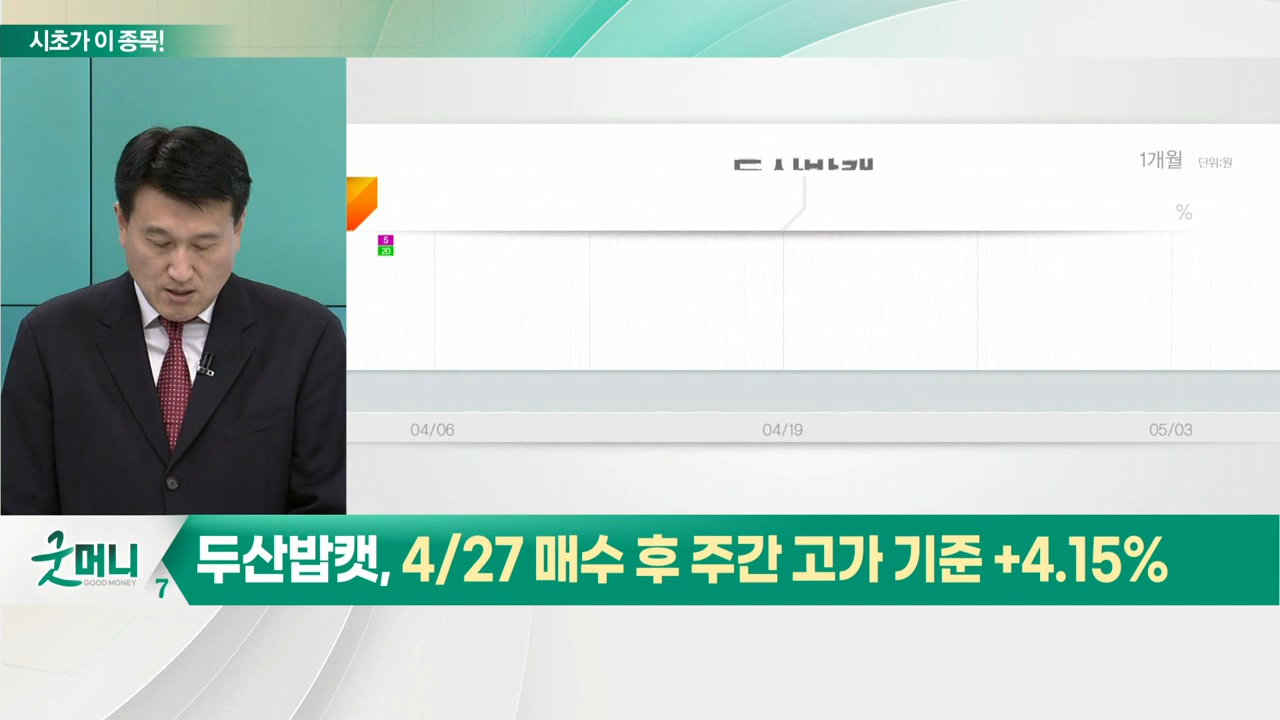 시초가 이 종목!
1개월 단위:원
%
5
20
04/06 04/19 05/03
굿머니
GOOD MONEY
7
두산밥캣, 4/27 매수 후 주간 고가 기준 +4.15%